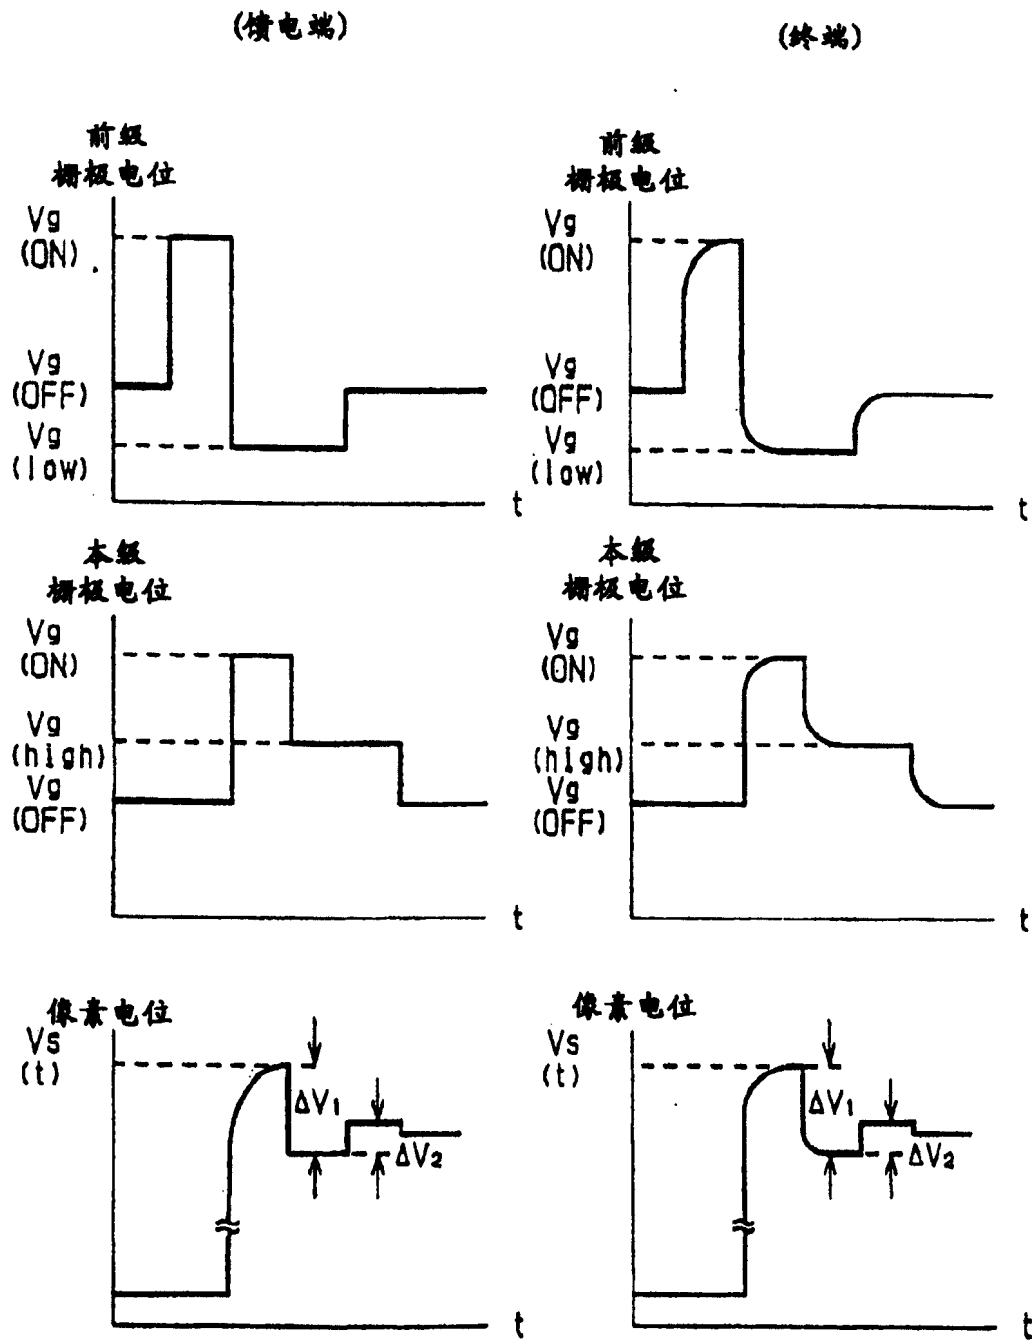 (馈电端)
(终端)
前级
栅极电位
Vg
(ON)
Vg
(OFF)
Vg
(low)
t
前级
栅极电位
Vg
(ON)
Vg
(OFF)
Vg
(low)
t
本级
栅极电位
Vg
(ON)
Vg
(high)
Vg
(OFF)
t
本级
栅极电位
Vg
(ON)
Vg
(high)
Vg
(OFF)
t
像素电位
Vs
(t)
ΔV1
ΔV2
t
像素电位
Vs
(t)
ΔV1
ΔV2
t